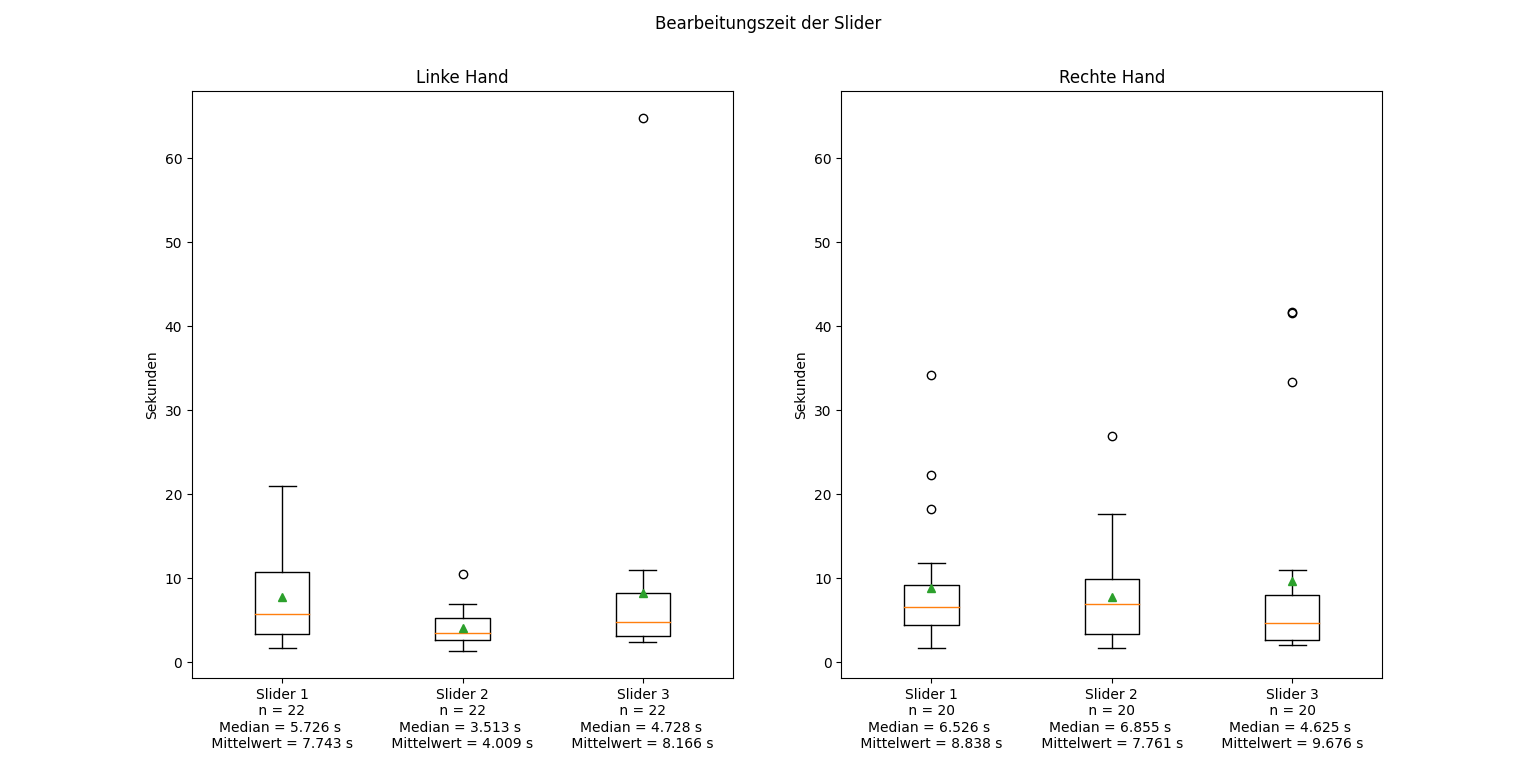 Bearbeitungszeit der Slider
Linke Hand
Sekunden
60
50
40
30
20
10
0
Slider 1
n = 22
Median = 5.726 s
Mittelwert = 7.743 s
Slider 2
n = 22
Median = 3.513 s
Mittelwert = 4.009 s
Slider 3
n = 22
Median = 4.728 s
Mittelwert = 8.166 s
Rechte Hand
Sekunden
60
50
40
30
20
10
0
Slider 1
n = 20
Median = 6.526 s
Mittelwert = 8.838 s
Slider 2
n = 20
Median = 6.855 s
Mittelwert = 7.761 s
Slider 3
n = 20
Median = 4.625 s
Mittelwert = 9.676 s